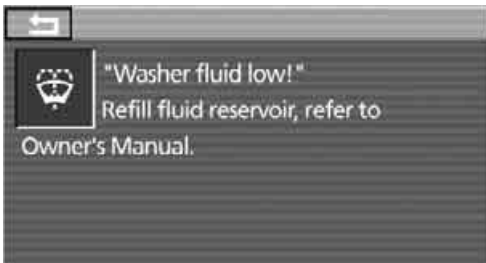 "Washer fluid low!"
Refill fluid reservoir, refer to
Owner's Manual.